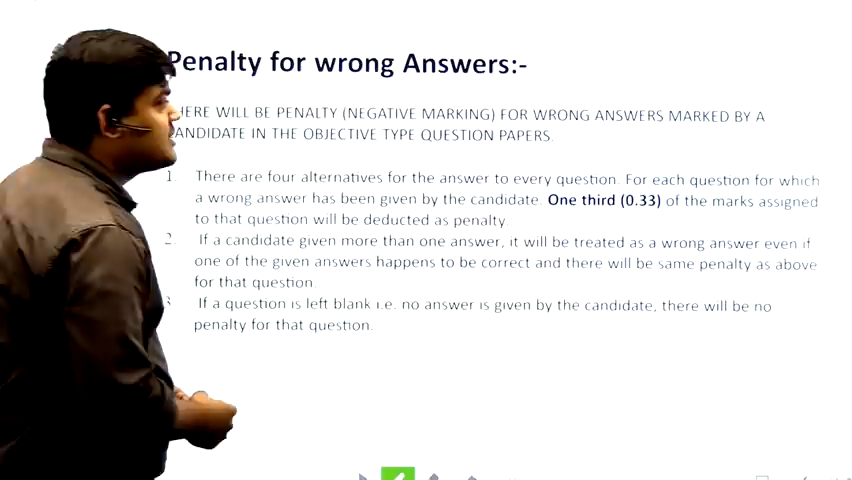 Penalty for wrong Answers:-
HERE WILL BE PENALTY (NEGATIVE MARKING) FOR WRONG ANSWERS MARKED BY A
ANDIDATE IN THE OBJECTIVE TYPE QUESTION PAPERS.
1. There are four alternatives for the answer to every question. For each question for which
a wrong answer has been given by the candidate. One third (0.33) of the marks assigned
to that question will be deducted as penalty.
2. If a candidate given more than one answer, it will be treated as a wrong answer even if
one of the given answers happens to be correct and there will be same penalty as above
for that question.
3 If a question is left blank i.e. no answer is given by the candidate, there will be no
penalty for that question.